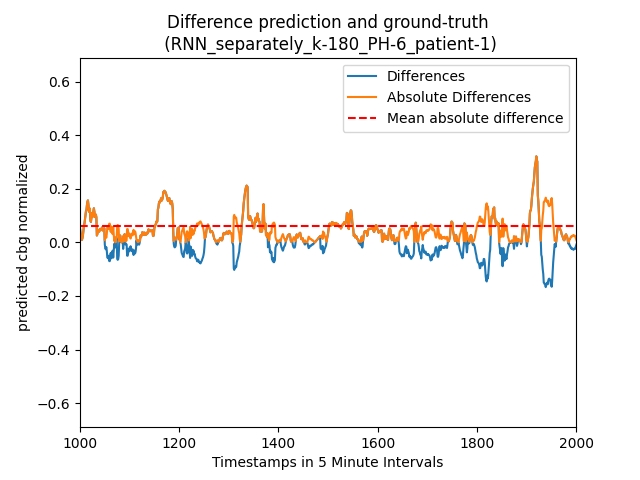 Difference prediction and ground-truth
(RNN_separately_k-180_PH-6_patient-1)
Differences
Absolute Differences
Mean absolute difference
predicted cbg normalized
0.6
0.4
0.2
0.0
−0.2
−0.4
−0.6
1000 1200 1400 1600 1800 2000
Timestamps in 5 Minute Intervals